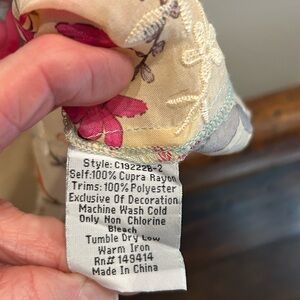 Style: C19222B-2
Self:100% Cupra Rayon
Trims: 100% Polyester
Exclusive Of Decoration
Machine Wash Cold
Only Non Chlorine
Bleach
Tumble Dry Low
Warm Iron
Rn# 149414
Made In China